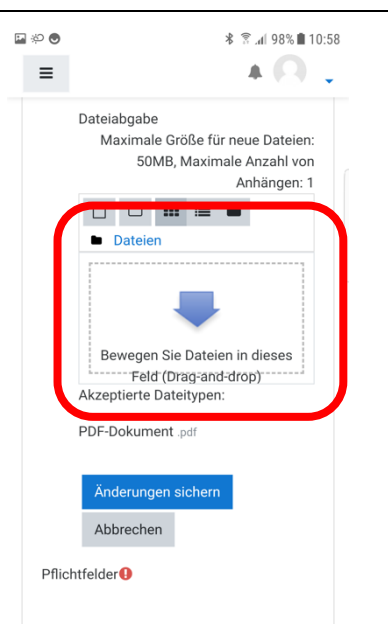 98% 10:58
Dateiabgabe
Maximale Größe für neue Dateien:
50MB, Maximale Anzahl von
Anhängen: 1
Dateien
Bewegen Sie Dateien in dieses
Feld (Drag-and-drop)
Akzeptierte Dateitypen:
PDF-Dokument .pdf
Änderungen sichern
Abbrechen
Pflichtfelder